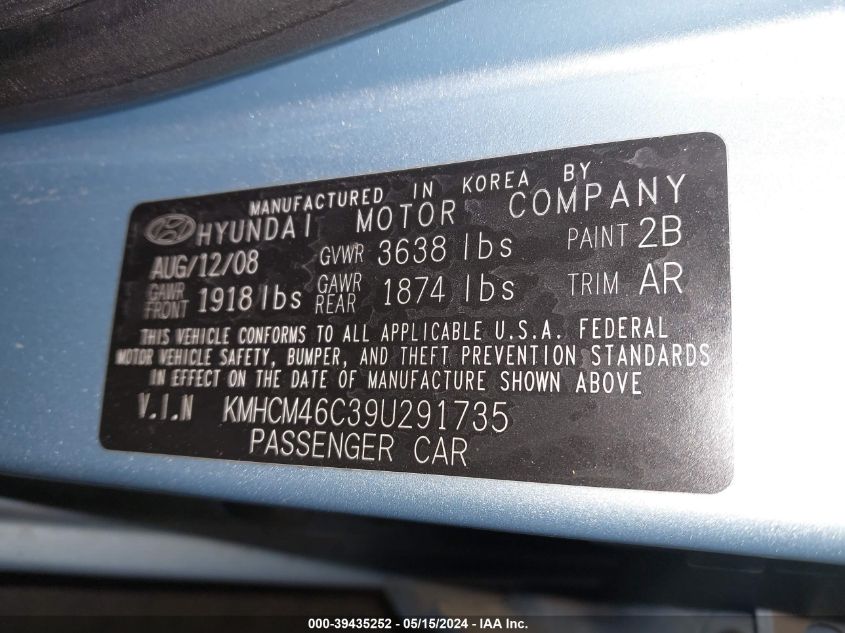 MANUFACTURED IN KOREA BY
HYUNDAI MOTOR COMPANY
AUG/12/08 GVWR 3638 lbs PAINT 2B
GAWR FRONT 1918 lbs GAWR REAR 1874 lbs TRIM AR
THIS VEHICLE CONFORMS TO ALL APPLICABLE U.S.A. FEDERAL
MOTOR VEHICLE SAFETY, BUMPER, AND THEFT PREVENTION STANDARDS
IN EFFECT ON THE DATE OF MANUFACTURE SHOWN ABOVE
V.I.N KMHCM46C39U291735
PASSENGER CAR
000-39435252 - 05/15/2024 - IAA Inc.